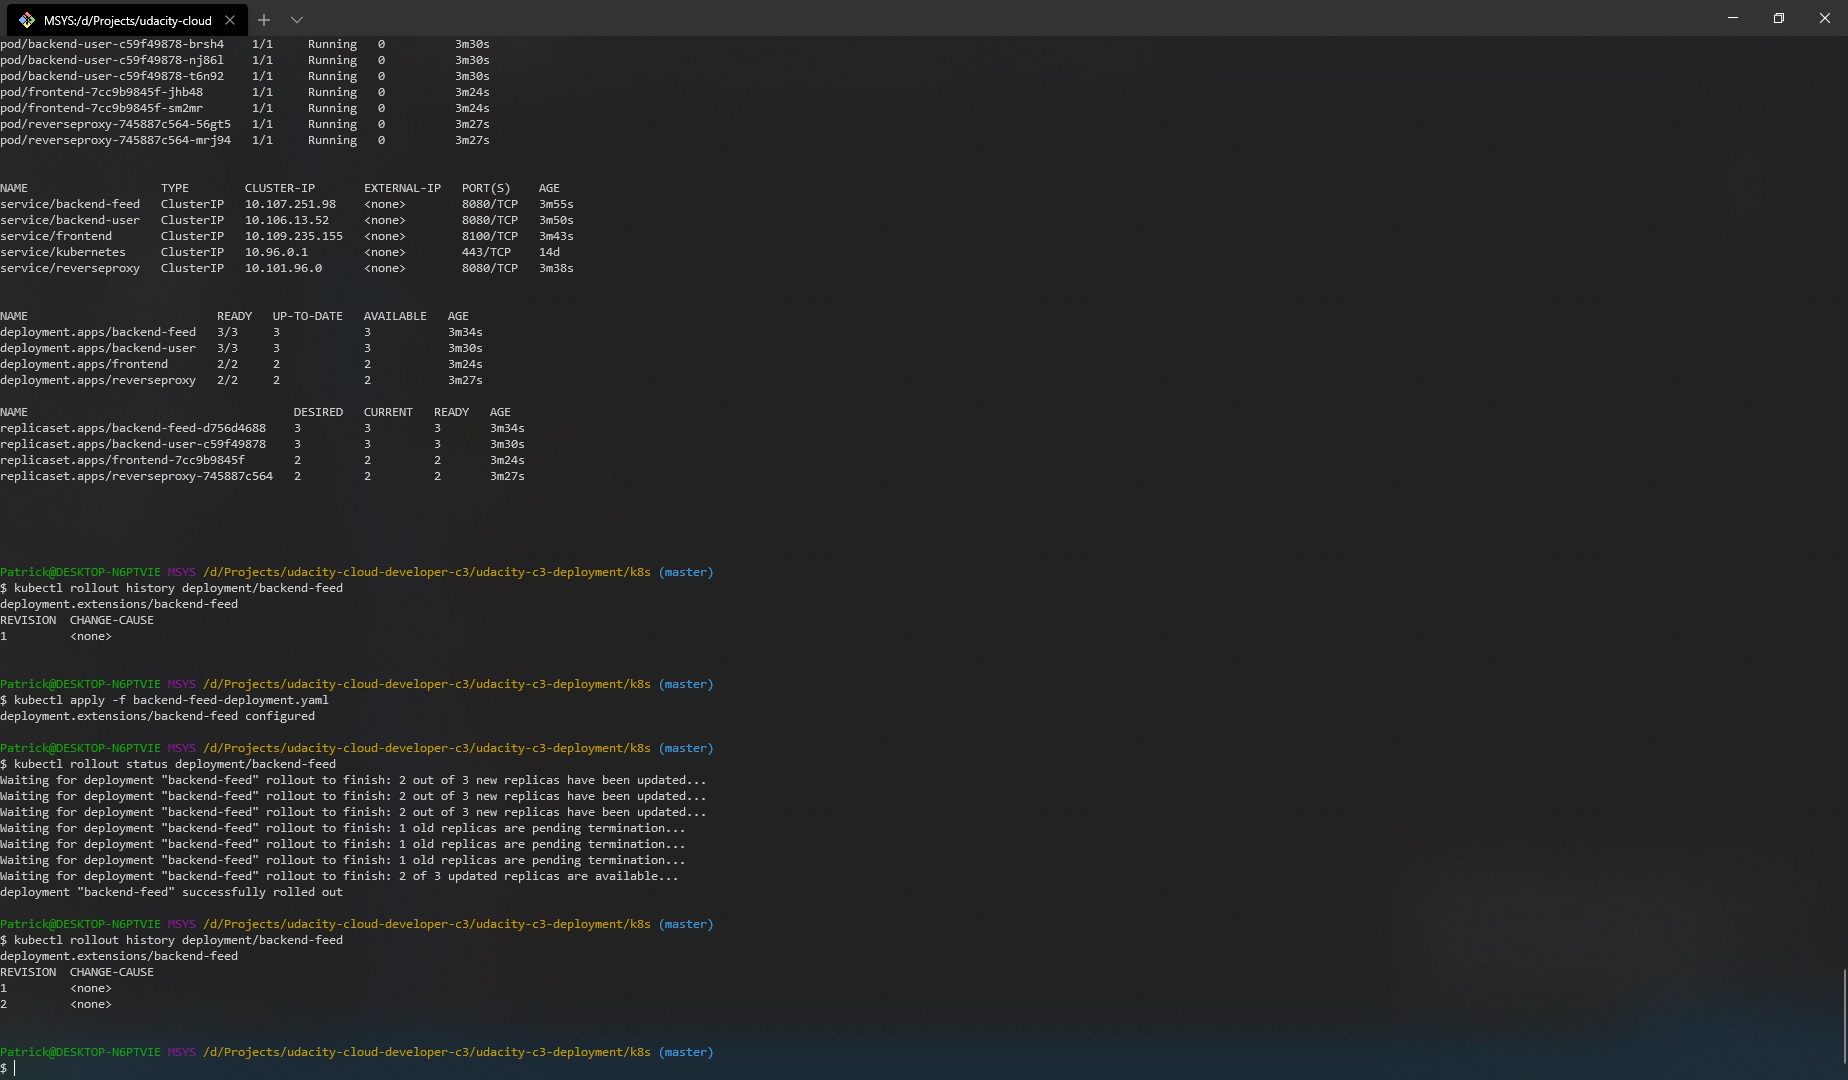 MSYS:/d/Projects/udacity-cloud
pod/backend-user-c59f49878-brsh4 1/1 Running 0 3m30s
pod/backend-user-c59f49878-nj86l 1/1 Running 0 3m30s
pod/backend-user-c59f49878-t6n92 1/1 Running 0 3m30s
pod/frontend-7cc9b9845f-jhb48 1/1 Running 0 3m24s
pod/frontend-7cc9b9845f-sm2mr 1/1 Running 0 3m24s
pod/reverseproxy-745887c564-56gt5 1/1 Running 0 3m27s
pod/reverseproxy-745887c564-mrj94 1/1 Running 0 3m27s
NAME TYPE CLUSTER-IP EXTERNAL-IP PORT(S) AGE
service/backend-feed ClusterIP 10.107.251.98 <none> 8080/TCP 3m55s
service/backend-user ClusterIP 10.106.13.52 <none> 8080/TCP 3m50s
service/frontend ClusterIP 10.109.235.155 <none> 8100/TCP 3m43s
service/kubernetes ClusterIP 10.96.0.1 <none> 443/TCP 14d
service/reverseproxy ClusterIP 10.101.96.0 <none> 8080/TCP 3m38s
NAME READY UP-TO-DATE AVAILABLE AGE
deployment.apps/backend-feed 3/3 3 3 3m34s
deployment.apps/backend-user 3/3 3 3 3m30s
deployment.apps/frontend 2/2 2 2 3m24s
deployment.apps/reverseproxy 2/2 2 2 3m27s
NAME DESIRED CURRENT READY AGE
replicaset.apps/backend-feed-d756d4688 3 3 3 3m34s
replicaset.apps/backend-user-c59f49878 3 3 3 3m30s
replicaset.apps/frontend-7cc9b9845f 2 2 2 3m24s
replicaset.apps/reverseproxy-745887c564 2 2 2 3m27s
Patrick@DESKTOP-N6PTVIE MSYS /d/Projects/udacity-cloud-developer-c3/udacity-c3-deployment/k8s (master)
$ kubectl rollout history deployment/backend-feed
deployment.extensions/backend-feed
REVISION CHANGE-CAUSE
1 <none>
Patrick@DESKTOP-N6PTVIE MSYS /d/Projects/udacity-cloud-developer-c3/udacity-c3-deployment/k8s (master)
$ kubectl apply -f backend-feed-deployment.yaml
deployment.extensions/backend-feed configured
Patrick@DESKTOP-N6PTVIE MSYS /d/Projects/udacity-cloud-developer-c3/udacity-c3-deployment/k8s (master)
$ kubectl rollout status deployment/backend-feed
Waiting for deployment "backend-feed" rollout to finish: 2 out of 3 new replicas have been updated...
Waiting for deployment "backend-feed" rollout to finish: 2 out of 3 new replicas have been updated...
Waiting for deployment "backend-feed" rollout to finish: 2 out of 3 new replicas have been updated...
Waiting for deployment "backend-feed" rollout to finish: 1 old replicas are pending termination...
Waiting for deployment "backend-feed" rollout to finish: 1 old replicas are pending termination...
Waiting for deployment "backend-feed" rollout to finish: 1 old replicas are pending termination...
Waiting for deployment "backend-feed" rollout to finish: 2 of 3 updated replicas are available...
deployment "backend-feed" successfully rolled out
Patrick@DESKTOP-N6PTVIE MSYS /d/Projects/udacity-cloud-developer-c3/udacity-c3-deployment/k8s (master)
$ kubectl rollout history deployment/backend-feed
deployment.extensions/backend-feed
REVISION CHANGE-CAUSE
1 <none>
2 <none>
Patrick@DESKTOP-N6PTVIE MSYS /d/Projects/udacity-cloud-developer-c3/udacity-c3-deployment/k8s (master)
$